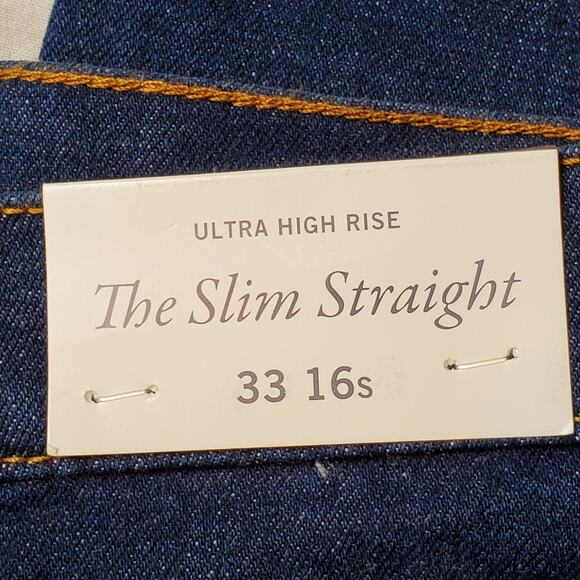 ULTRA HIGH RISE
The Slim Straight
33 16s